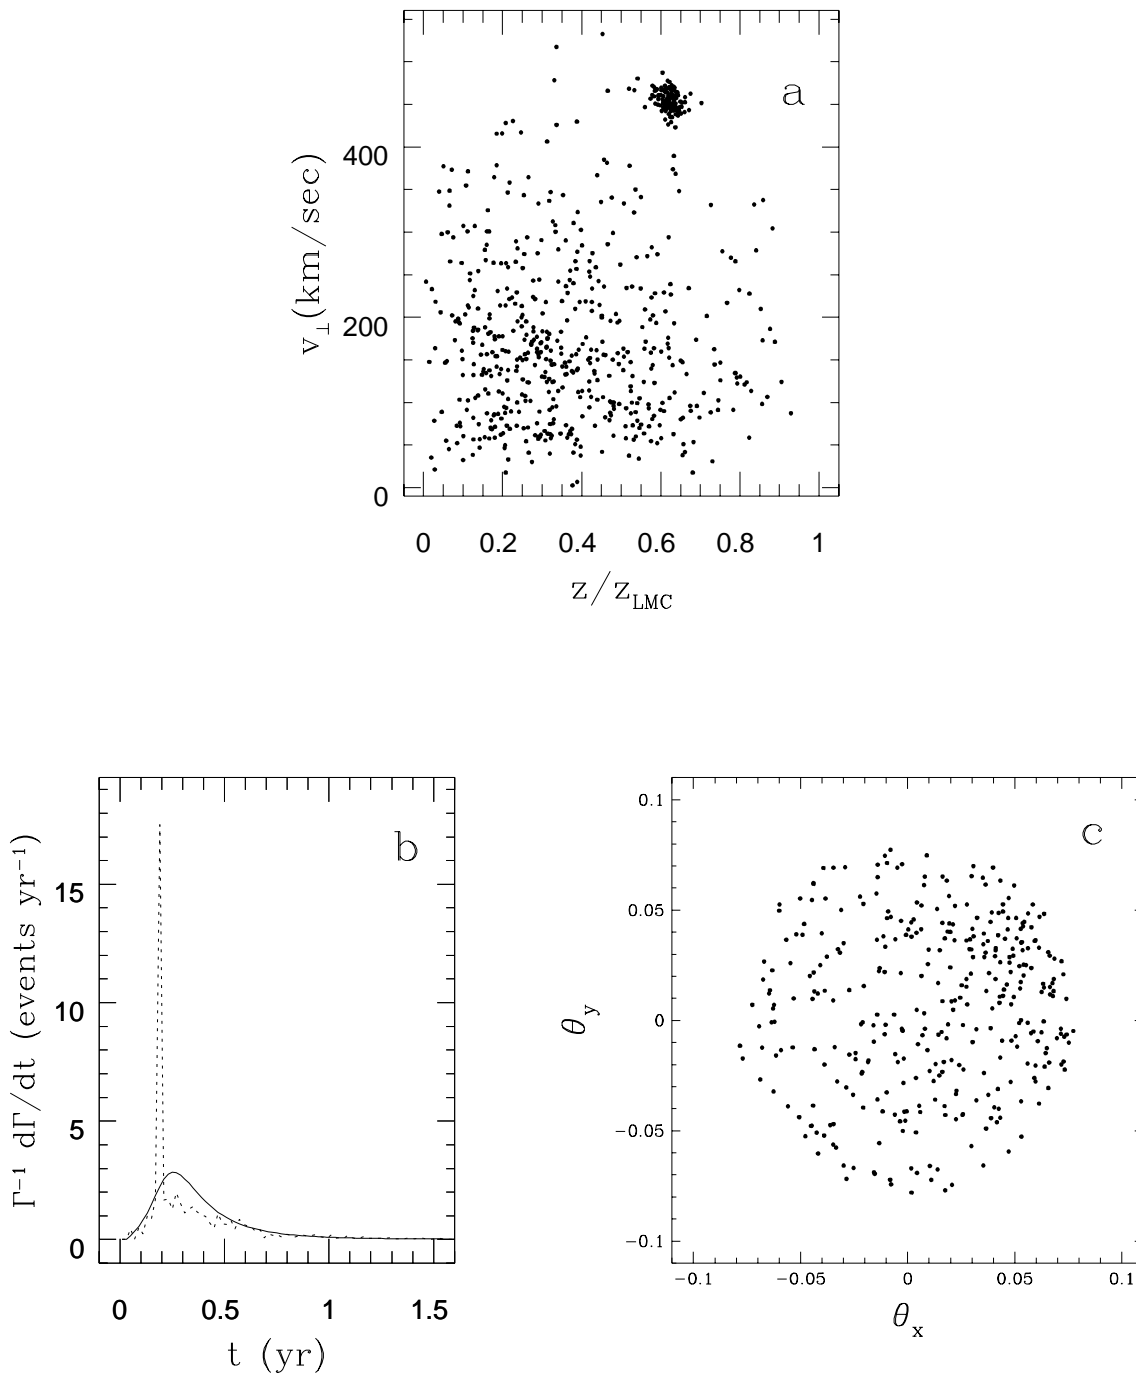 a
v⊥(km/sec)
400
200
0
0 0.2 0.4 0.6 0.8 1
z/zLMC
b
Γ⁻¹ dΓ/dt (events yr⁻¹)
15
10
5
0
0 0.5 1 1.5
t (yr)
c
θy
0.1
0.05
0
−0.05
−0.1
−0.1 −0.05 0 0.05 0.1
θx